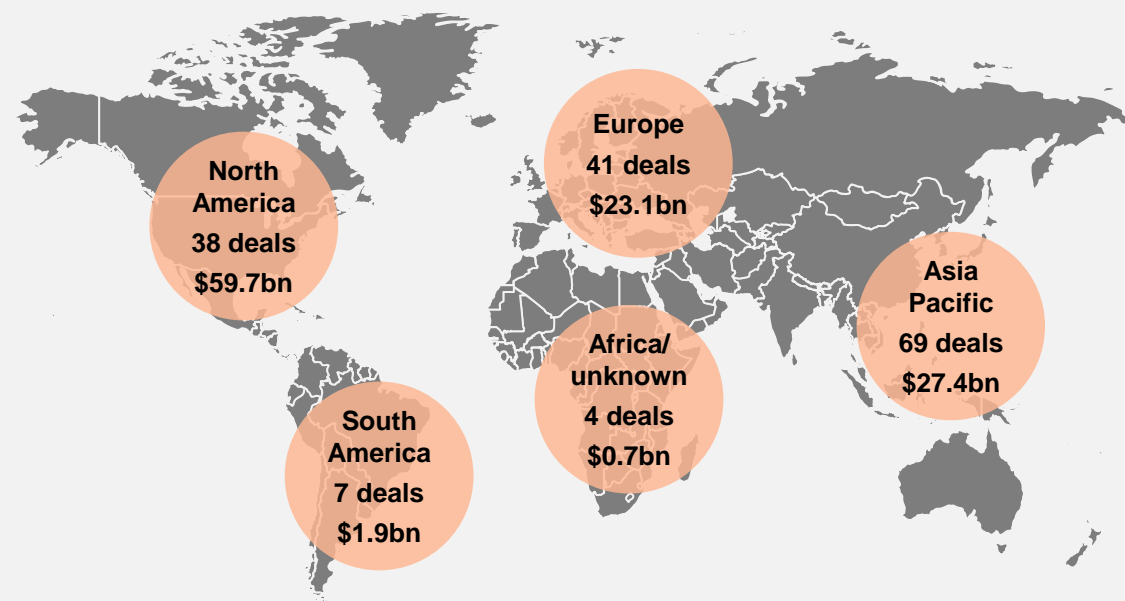 North
America
38 deals
$59.7bn
Europe
41 deals
$23.1bn
Asia
Pacific
69 deals
$27.4bn
Africa/
unknown
4 deals
$0.7bn
South
America
7 deals
$1.9bn